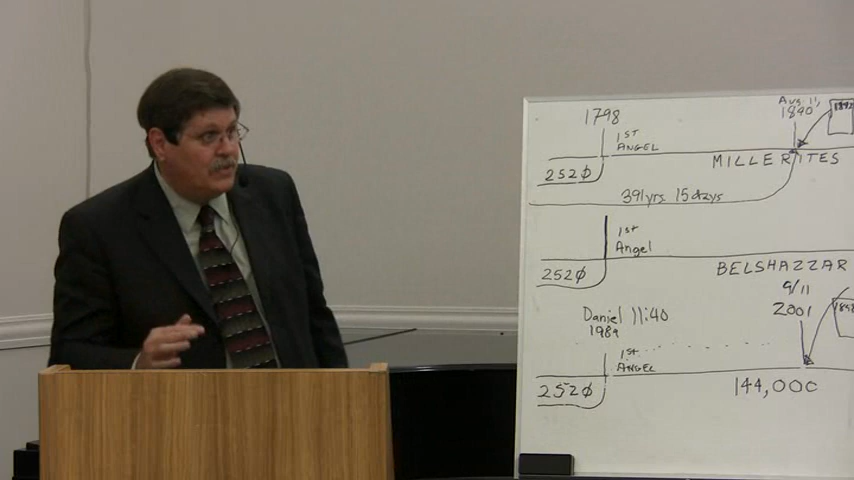 1798
Aug 11,
1840
1ST
ANGEL
MILLERITES
2520
391yrs 15days
1st
Angel
2520
BELSHAZZAR
9/11
2001
Daniel 11:40
1989
1st
ANGEL
2520
144,000